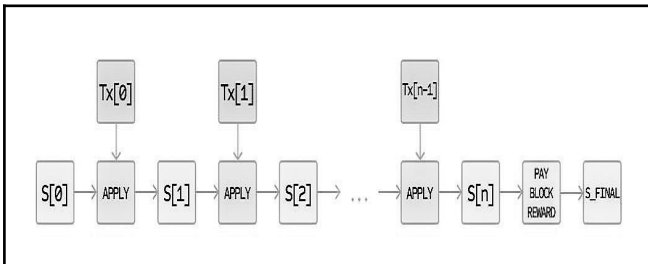 Tx[0] Tx[1] Tx[n-1]
S[0] APPLY S[1] APPLY S[2] ... APPLY S[n] PAY BLOCK REWARD S_FINAL